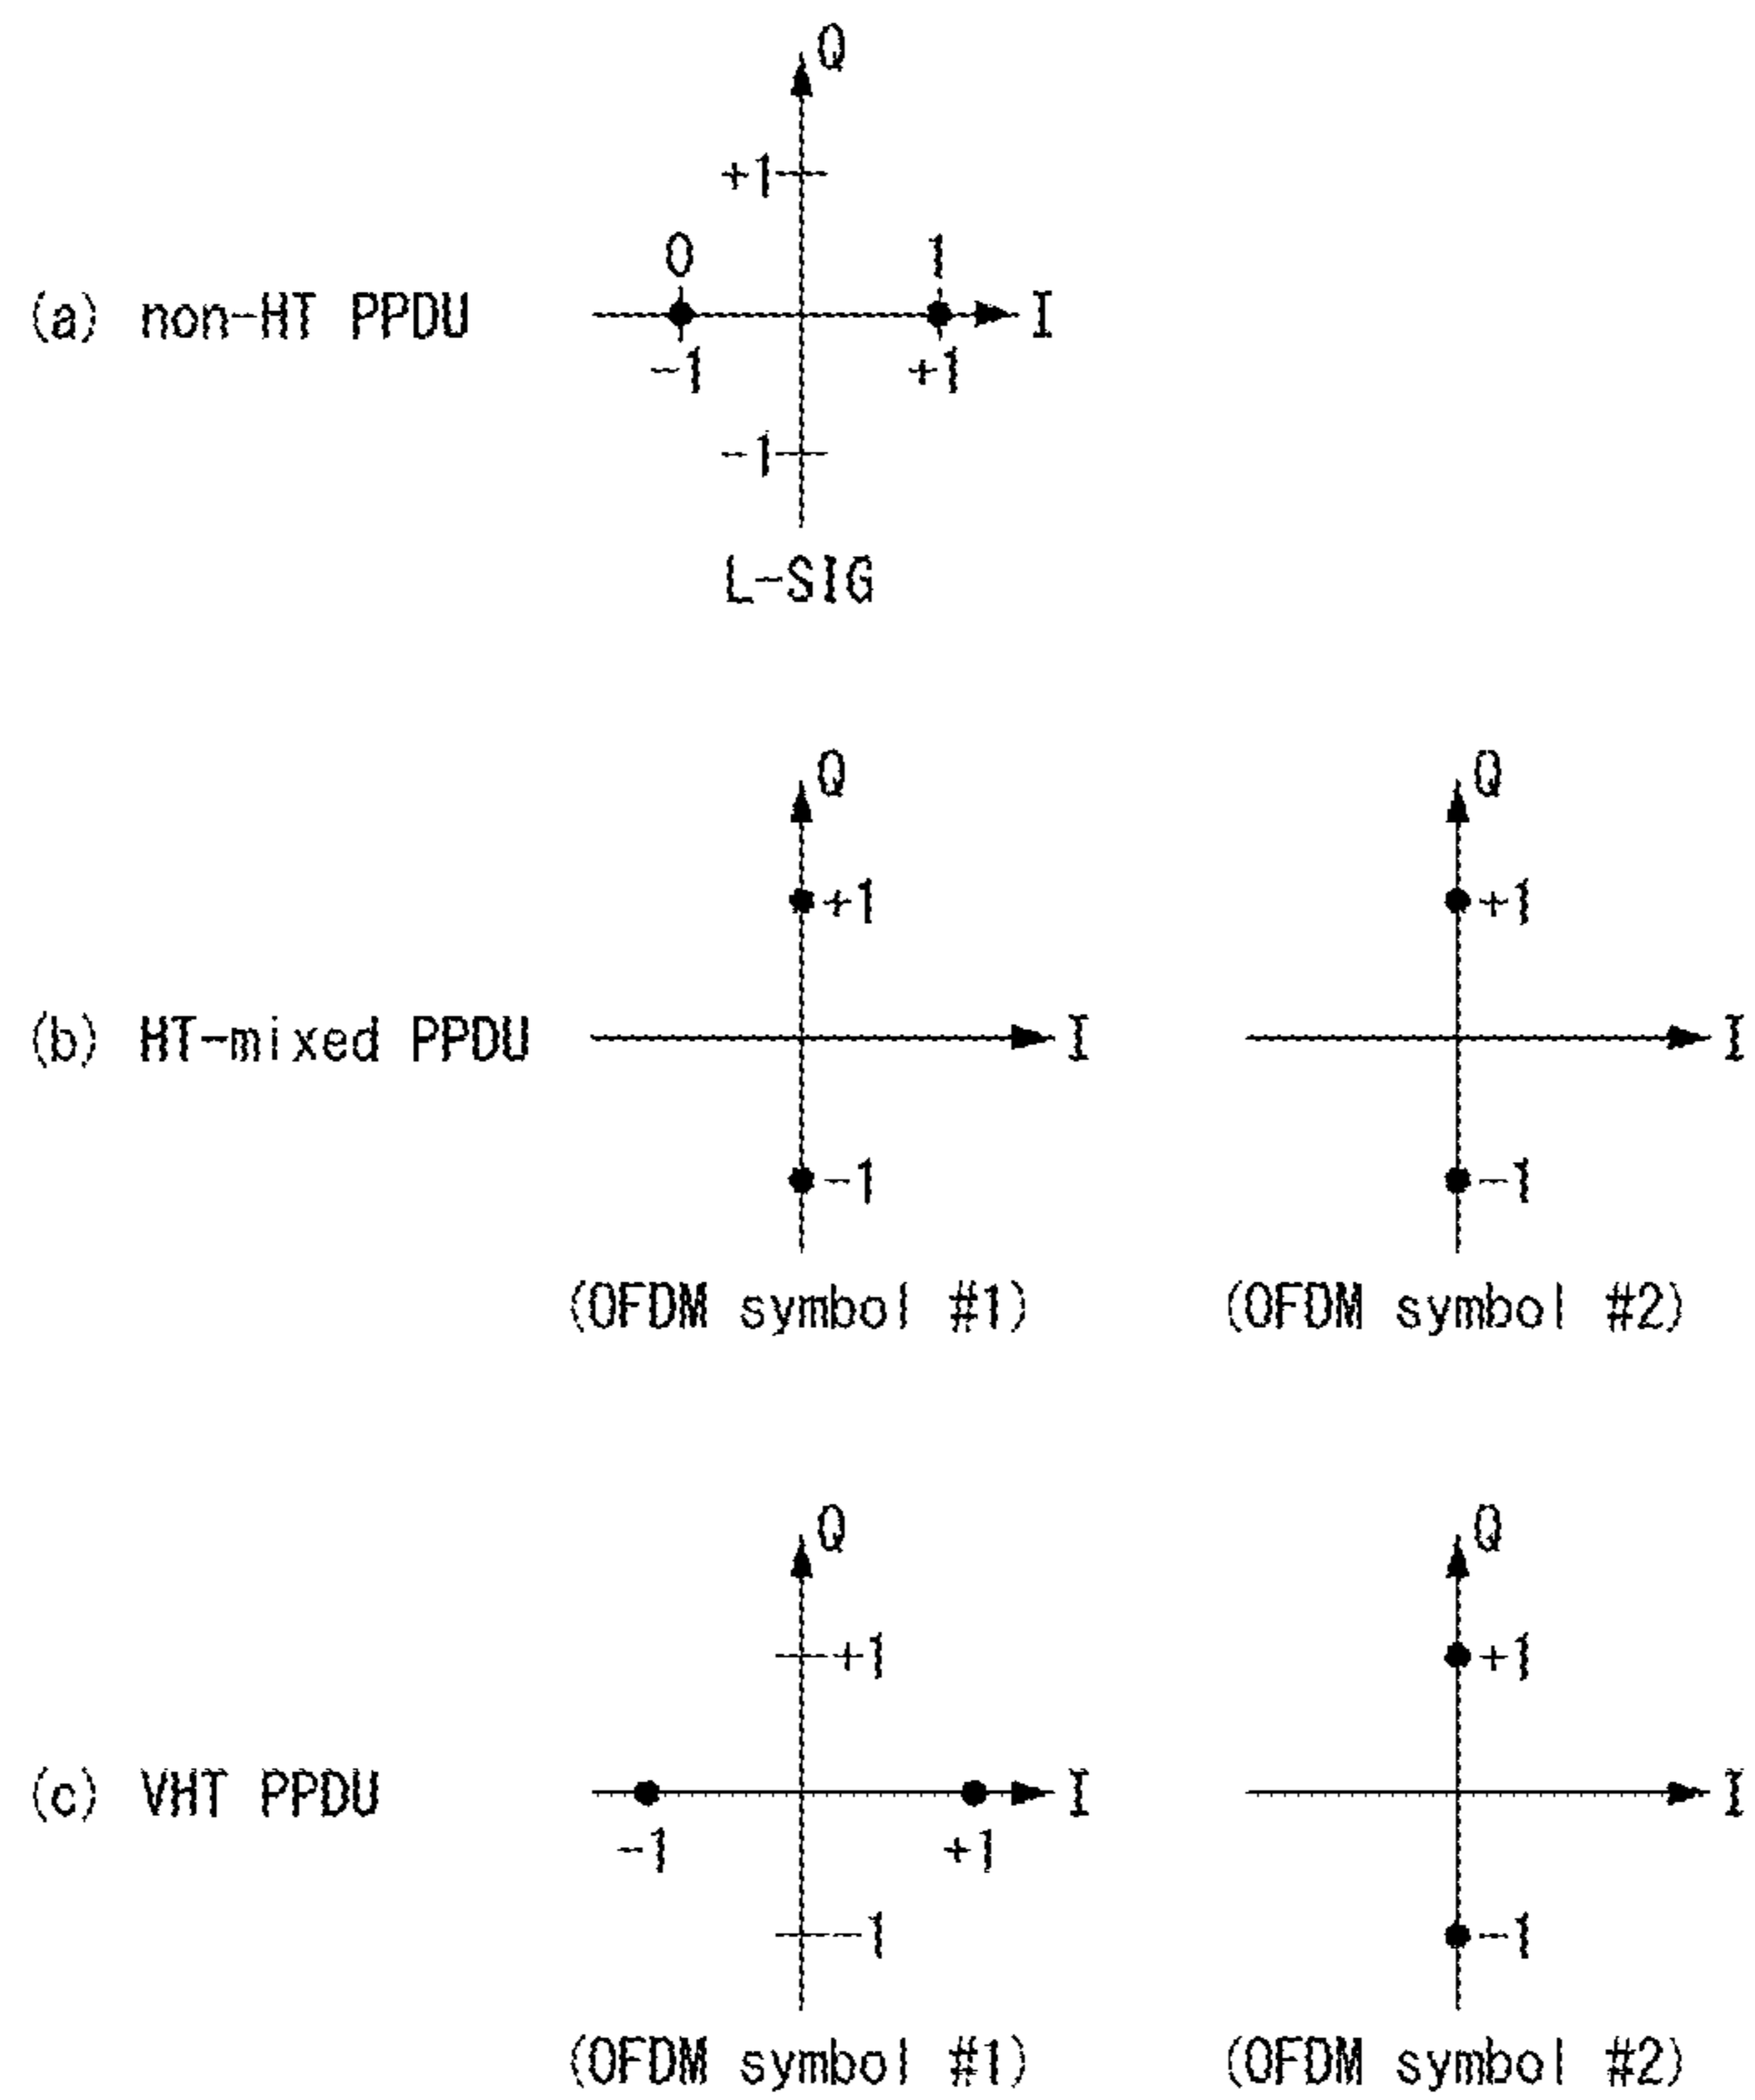 Q
+1
0 1
(a) non-HT PPDU I
-1 +1
-1
L-SIG
Q Q
+1 +1
(b) HT-mixed PPDU I I
-1 -1
(OFDM symbol #1) (OFDM symbol #2)
Q Q
+1 +1
(c) VHT PPDU I I
-1 +1
-1 -1
(OFDM symbol #1) (OFDM symbol #2)